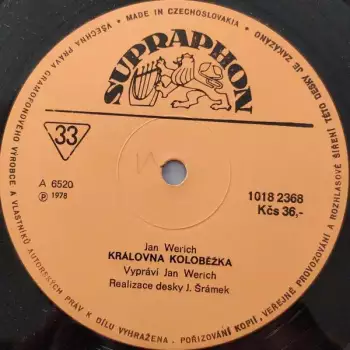 MADE IN CZECHOSLOVAKIA • VŠECHNA PRÁVA GRAMOFONOVÉHO VÝROBCE A VLASTNÍKŮ AUTORSKÝCH PRÁV K DÍLU VYHRAŽENA. POŘIZOVÁNÍ KOPIÍ, VEŘEJNÉ PROVOZOVÁNÍ A ROZHLASOVÉ ŠÍŘENÍ TÉTO DESKY JE ZAKÁZÁNO
SUPRAPHON
33
A 6520
℗ 1978
1018 2368
Kčs 36,-
Jan Werich
KRÁLOVNA KOLOBĚŽKA
Vypráví Jan Werich
Realizace desky J. Šrámek